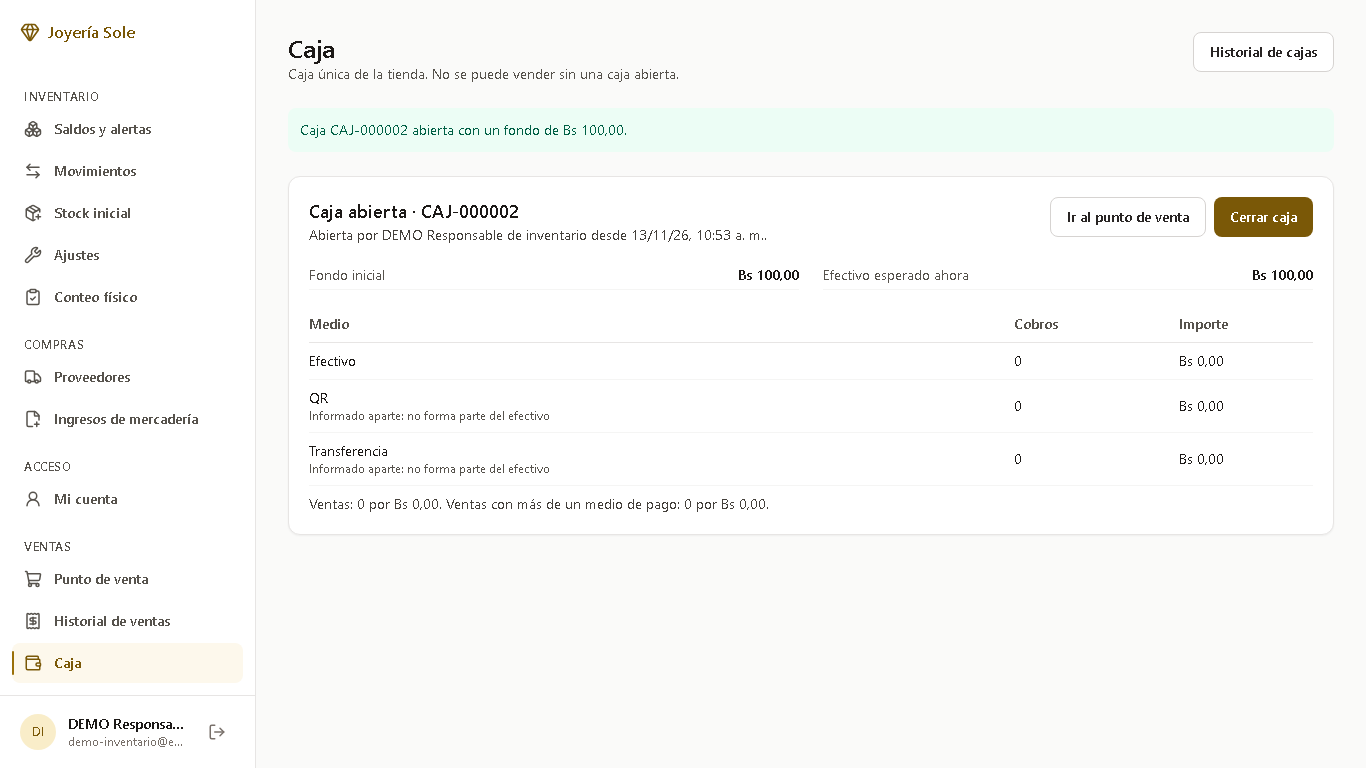 Joyería Sole
INVENTARIO
Saldos y alertas
Movimientos
Stock inicial
Ajustes
Conteo físico
COMPRAS
Proveedores
Ingresos de mercadería
ACCESO
Mi cuenta
VENTAS
Punto de venta
Historial de ventas
Caja
DI
DEMO Responsa...
demo-inventario@e...
Caja
Caja única de la tienda. No se puede vender sin una caja abierta.
Historial de cajas
Caja CAJ-000002 abierta con un fondo de Bs 100,00.
Caja abierta · CAJ-000002
Abierta por DEMO Responsable de inventario desde 13/11/26, 10:53 a. m..
Ir al punto de venta
Cerrar caja
Fondo inicial Bs 100,00 Efectivo esperado ahora Bs 100,00
Medio Cobros Importe
Efectivo 0 Bs 0,00
QR
Informado aparte: no forma parte del efectivo
0 Bs 0,00
Transferencia
Informado aparte: no forma parte del efectivo
0 Bs 0,00
Ventas: 0 por Bs 0,00. Ventas con más de un medio de pago: 0 por Bs 0,00.